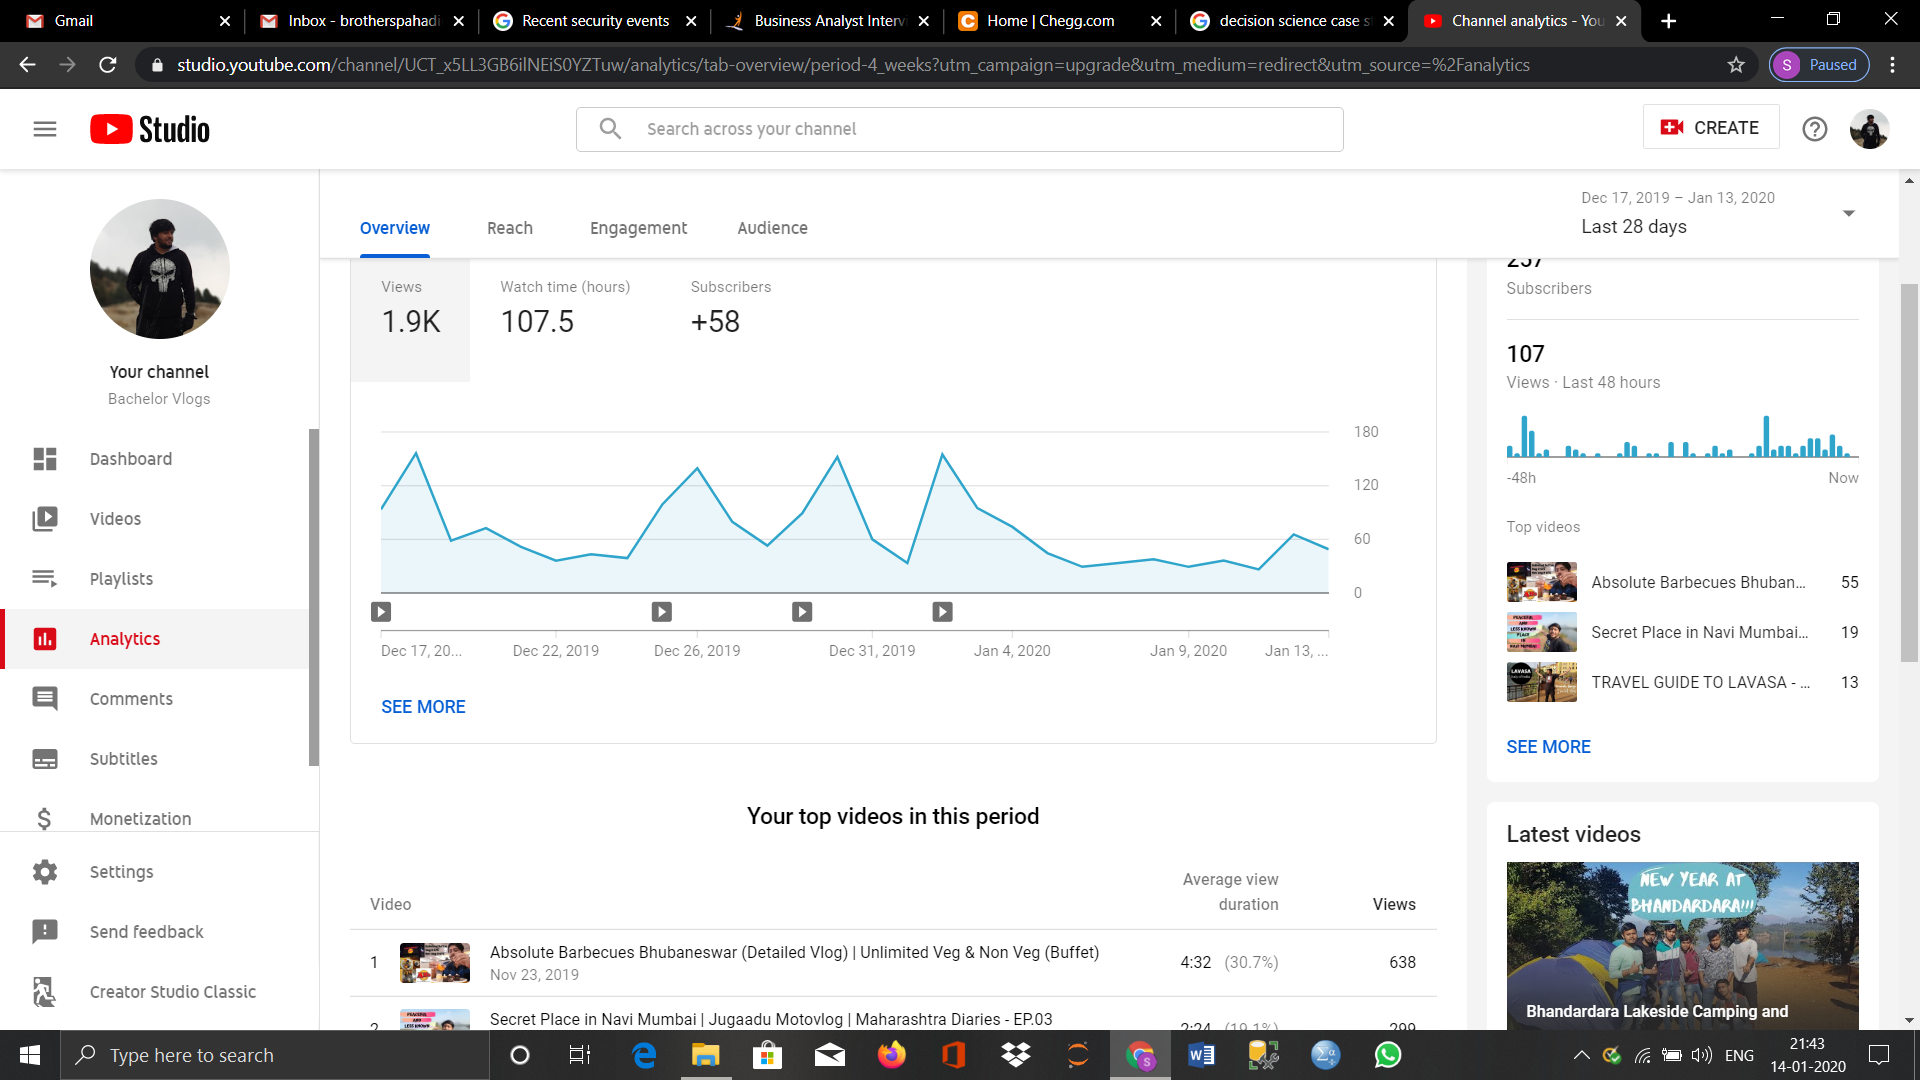 Gmail
Inbox - brotherspahadi
Recent security events
Business Analyst Interv
Home | Chegg.com
decision science case s
Channel analytics - You
studio.youtube.com/channel/UCT_x5LL3GB6ilNEiS0YZTuw/analytics/tab-overview/period-4_weeks?utm_campaign=upgrade&utm_medium=redirect&utm_source=%2Fanalytics
S
Paused
Studio
Search across your channel
CREATE
Your channel
Bachelor Vlogs
Dashboard
Videos
Playlists
Analytics
Comments
Subtitles
Monetization
Settings
Send feedback
Creator Studio Classic
Overview
Reach
Engagement
Audience
Dec 17, 2019 – Jan 13, 2020
Last 28 days
Views
1.9K
Watch time (hours)
107.5
Subscribers
+58
180
120
60
0
Dec 17, 20...
Dec 22, 2019
Dec 26, 2019
Dec 31, 2019
Jan 4, 2020
Jan 9, 2020
Jan 13, ...
SEE MORE
Your top videos in this period
Video
Average view
duration
Views
1
Absolute Barbecues Bhubaneswar (Detailed Vlog) | Unlimited Veg & Non Veg (Buffet)
Nov 23, 2019
4:32 (30.7%)
638
2
Secret Place in Navi Mumbai | Jugaadu Motovlog | Maharashtra Diaries - EP.03
2:24 (19.1%)
299
257
Subscribers
107
Views · Last 48 hours
-48h
Now
Top videos
Absolute Barbecues Bhuban...
55
Secret Place in Navi Mumbai...
19
TRAVEL GUIDE TO LAVASA - ...
13
SEE MORE
Latest videos
NEW YEAR AT
BHANDARDARA!!!
Bhandardara Lakeside Camping and
Type here to search
ENG
21:43
14-01-2020